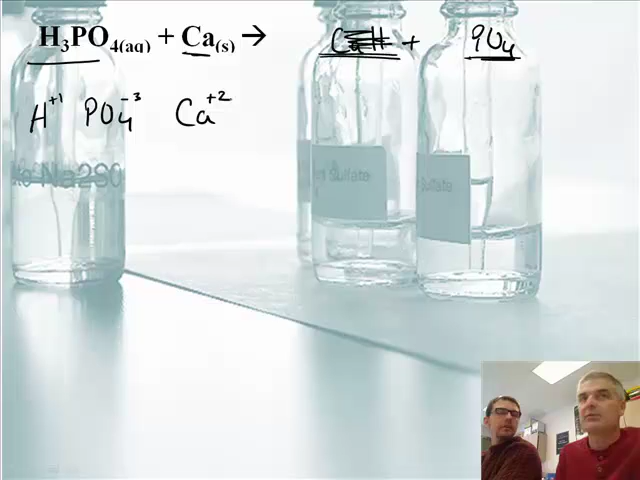 H₃PO₄(aq) + Ca(s) → CaH + PO₄
H⁺¹ PO₄⁻³ Ca⁺²
Na2SO
Sulfate
Sulfate